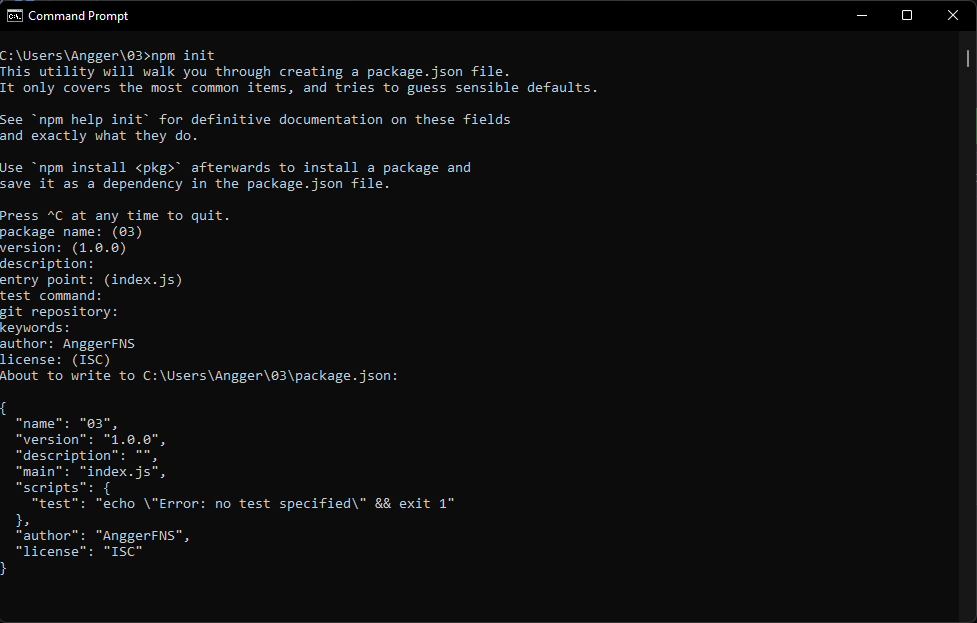 Command Prompt
C:\Users\Angger\03>npm init
This utility will walk you through creating a package.json file.
It only covers the most common items, and tries to guess sensible defaults.
See `npm help init` for definitive documentation on these fields
and exactly what they do.
Use `npm install <pkg>` afterwards to install a package and
save it as a dependency in the package.json file.
Press ^C at any time to quit.
package name: (03)
version: (1.0.0)
description:
entry point: (index.js)
test command:
git repository:
keywords:
author: AnggerFNS
license: (ISC)
About to write to C:\Users\Angger\03\package.json:
{
  "name": "03",
  "version": "1.0.0",
  "description": "",
  "main": "index.js",
  "scripts": {
    "test": "echo \"Error: no test specified\" && exit 1"
  },
  "author": "AnggerFNS",
  "license": "ISC"
}